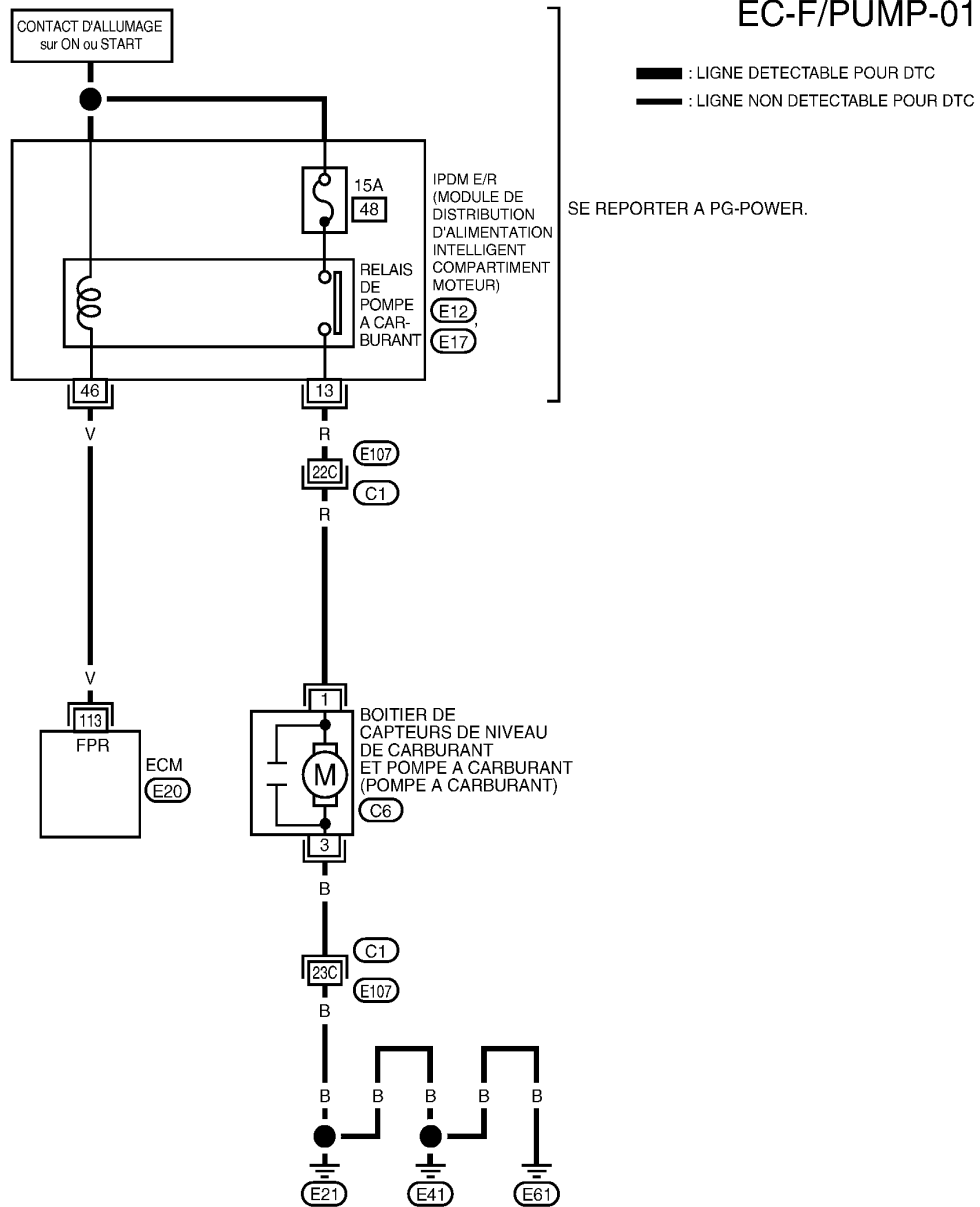 EC-F/PUMP-01
CONTACT D'ALLUMAGE
sur ON ou START
: LIGNE DETECTABLE POUR DTC
: LIGNE NON DETECTABLE POUR DTC
15A
48
IPDM E/R
(MODULE DE
DISTRIBUTION
D'ALIMENTATION
INTELLIGENT
COMPARTIMENT
MOTEUR)
E12,
E17
SE REPORTER A PG-POWER.
RELAIS
DE
POMPE
A CAR-
BURANT
46
13
V
R
E107
22C
C1
R
V
113
FPR
ECM
E20
1
BOITIER DE
CAPTEURS DE NIVEAU
DE CARBURANT
ET POMPE A CARBURANT
(POMPE A CARBURANT)
C6
M
3
B
C1
23C
E107
B
B B B B B
E21 E41 E61